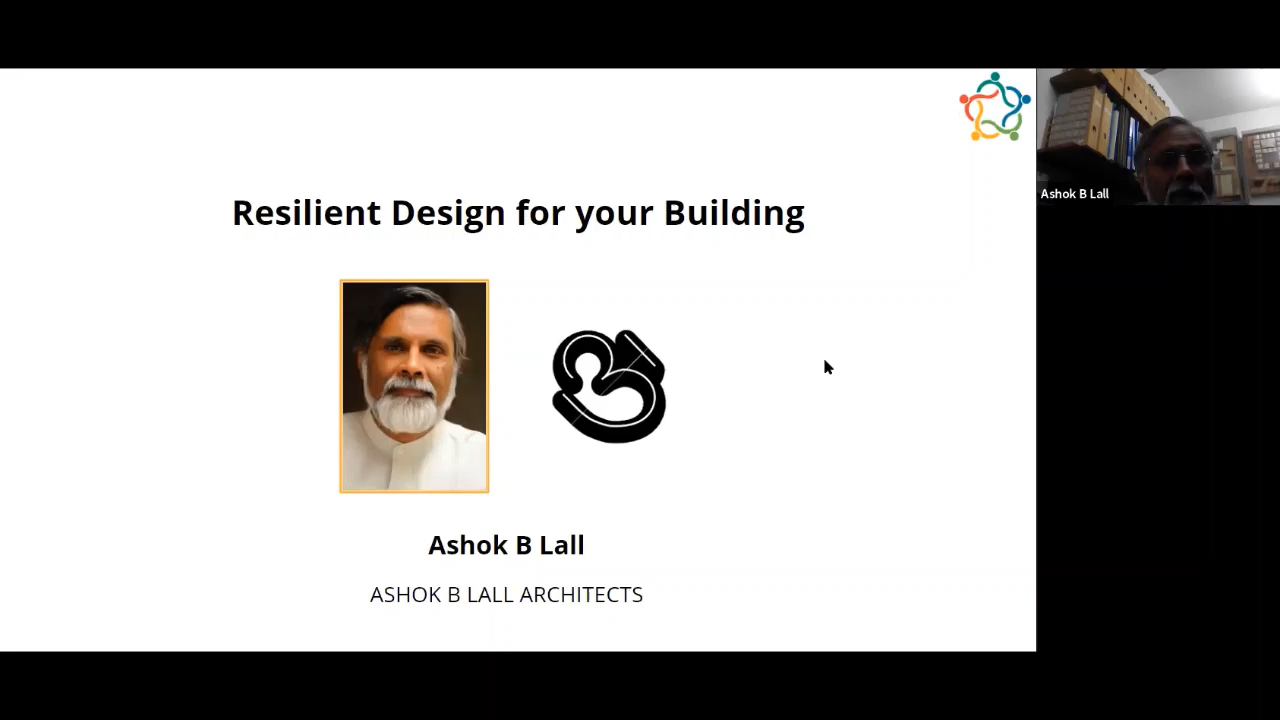 Resilient Design for your Building
Ashok B Lall
ASHOK B LALL ARCHITECTS
Ashok B Lall